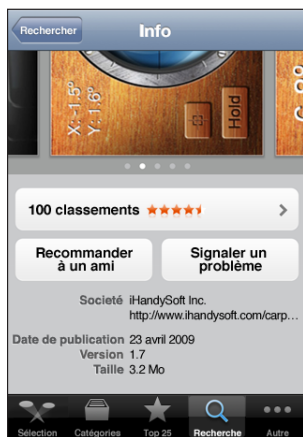 Rechercher
Info
X:-1.5°
Y:1.6°
Hold
100 classements
Recommander
à un ami
Signaler un
problème
Societé iHandySoft Inc.
http://www.ihandysoft.com/carp...
Date de publication 23 avril 2009
Version 1.7
Taille 3.2 Mo
Sélection
Catégories
Top 25
Recherche
Autre